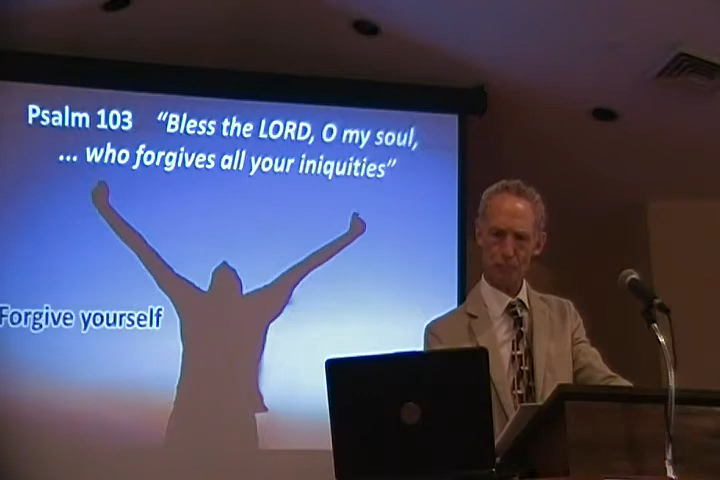 Psalm 103 “Bless the LORD, O my soul,
... who forgives all your iniquities”
Forgive yourself